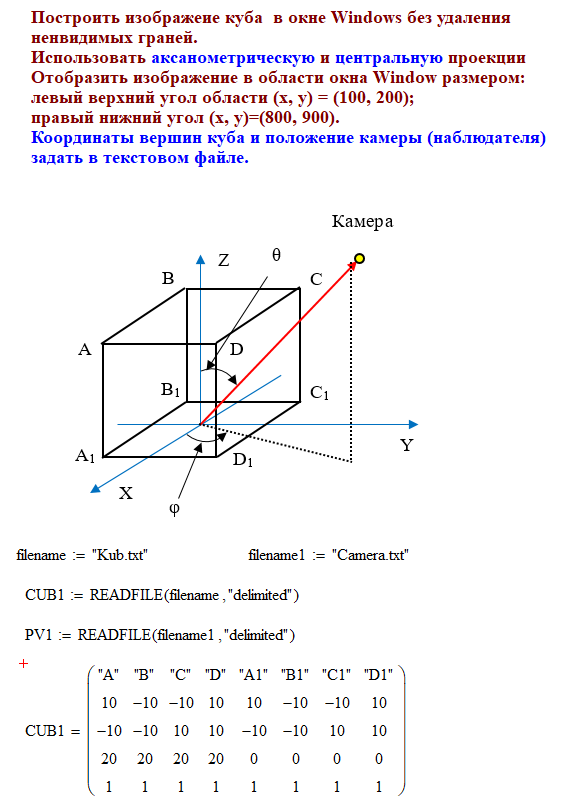 Построить изображеие куба в окне Windows без удаления
ненвидимых граней.
Использовать аксанометрическую и центральную проекции
Отобразить изображение в области окна Window размером:
левый верхний угол области (x, y) = (100, 200);
правый нижний угол (x, y)=(800, 900).
Координаты вершин куба и положение камеры (наблюдателя)
задать в текстовом файле.
Камера
Z θ
B C
A D
B1 C1
A1 D1 Y
X φ
filename := "Kub.txt" filename1 := "Camera.txt"
CUB1 := READFILE(filename ,"delimited")
PV1 := READFILE(filename1 ,"delimited")
+
"A" "B" "C" "D" "A1" "B1" "C1" "D1"
10 −10 −10 10 10 −10 −10 10
CUB1 = −10 −10 10 10 −10 −10 10 10
20 20 20 20 0 0 0 0
1 1 1 1 1 1 1 1